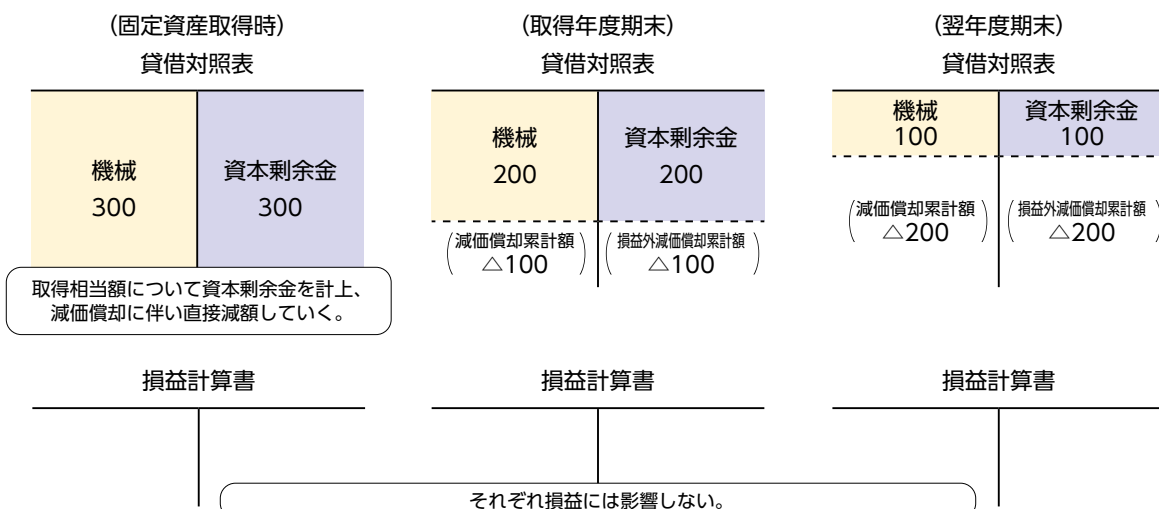 (固定資産取得時)
貸借対照表
機械
300
資本剰余金
300
取得相当額について資本剰余金を計上、
減価償却に伴い直接減額していく。
(取得年度期末)
貸借対照表
機械
200
資本剰余金
200
(減価償却累計額
△100)
(損益外減価償却累計額
△100)
(翌年度期末)
貸借対照表
機械
100
資本剰余金
100
(減価償却累計額
△200)
(損益外減価償却累計額
△200)
損益計算書
損益計算書
損益計算書
それぞれ損益には影響しない。